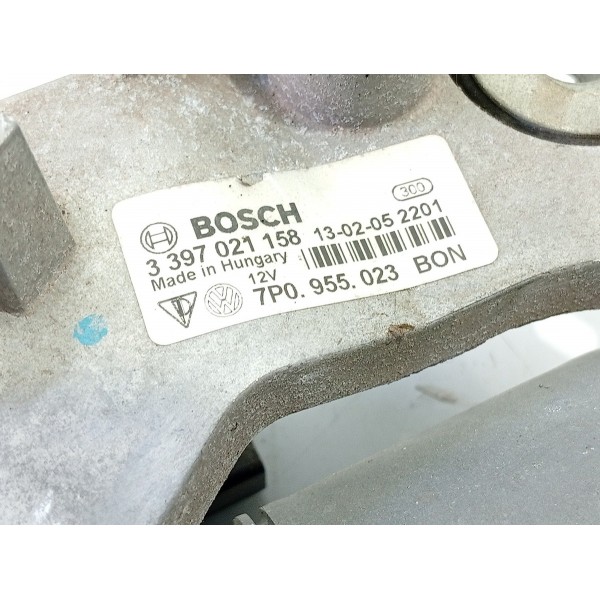 300
BOSCH
3 397 021 158 13-02-05 2201
Made in Hungary
12V
7P0.955.023 BON